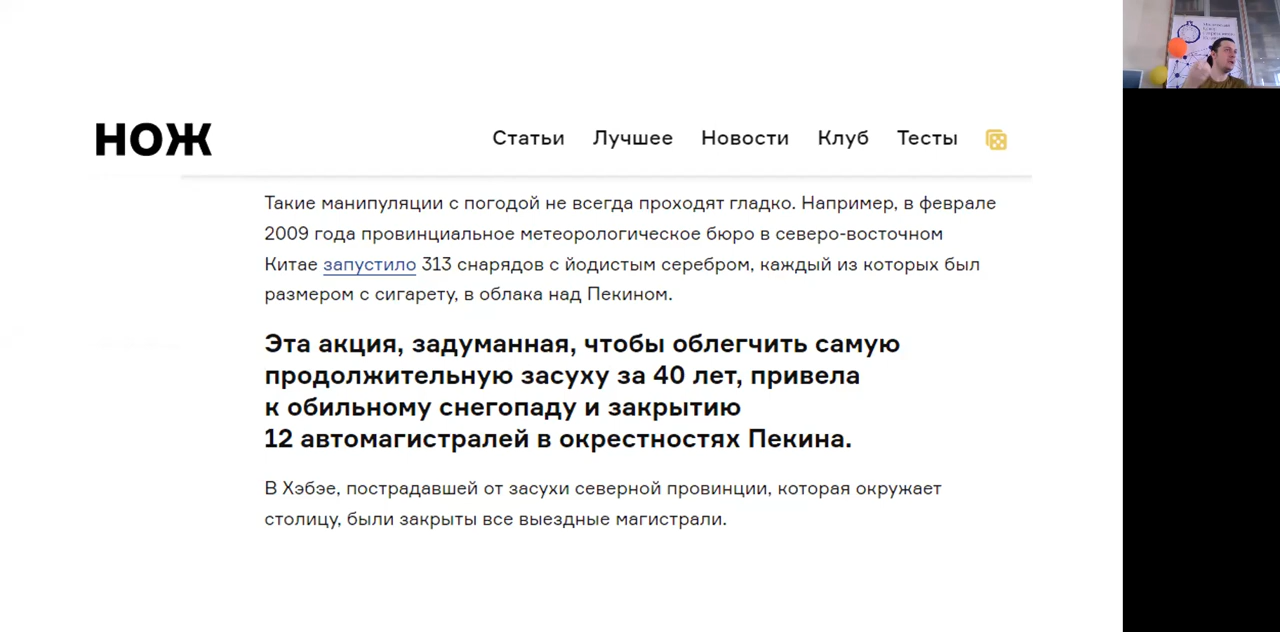 НОЖ
Статьи Лучшее Новости Клуб Тесты
Такие манипуляции с погодой не всегда проходят гладко. Например, в феврале
2009 года провинциальное метеорологическое бюро в северо-восточном
Китае запустило 313 снарядов с йодистым серебром, каждый из которых был
размером с сигарету, в облака над Пекином.
Эта акция, задуманная, чтобы облегчить самую
продолжительную засуху за 40 лет, привела
к обильному снегопаду и закрытию
12 автомагистралей в окрестностях Пекина.
В Хэбэе, пострадавшей от засухи северной провинции, которая окружает
столицу, были закрыты все выездные магистрали.